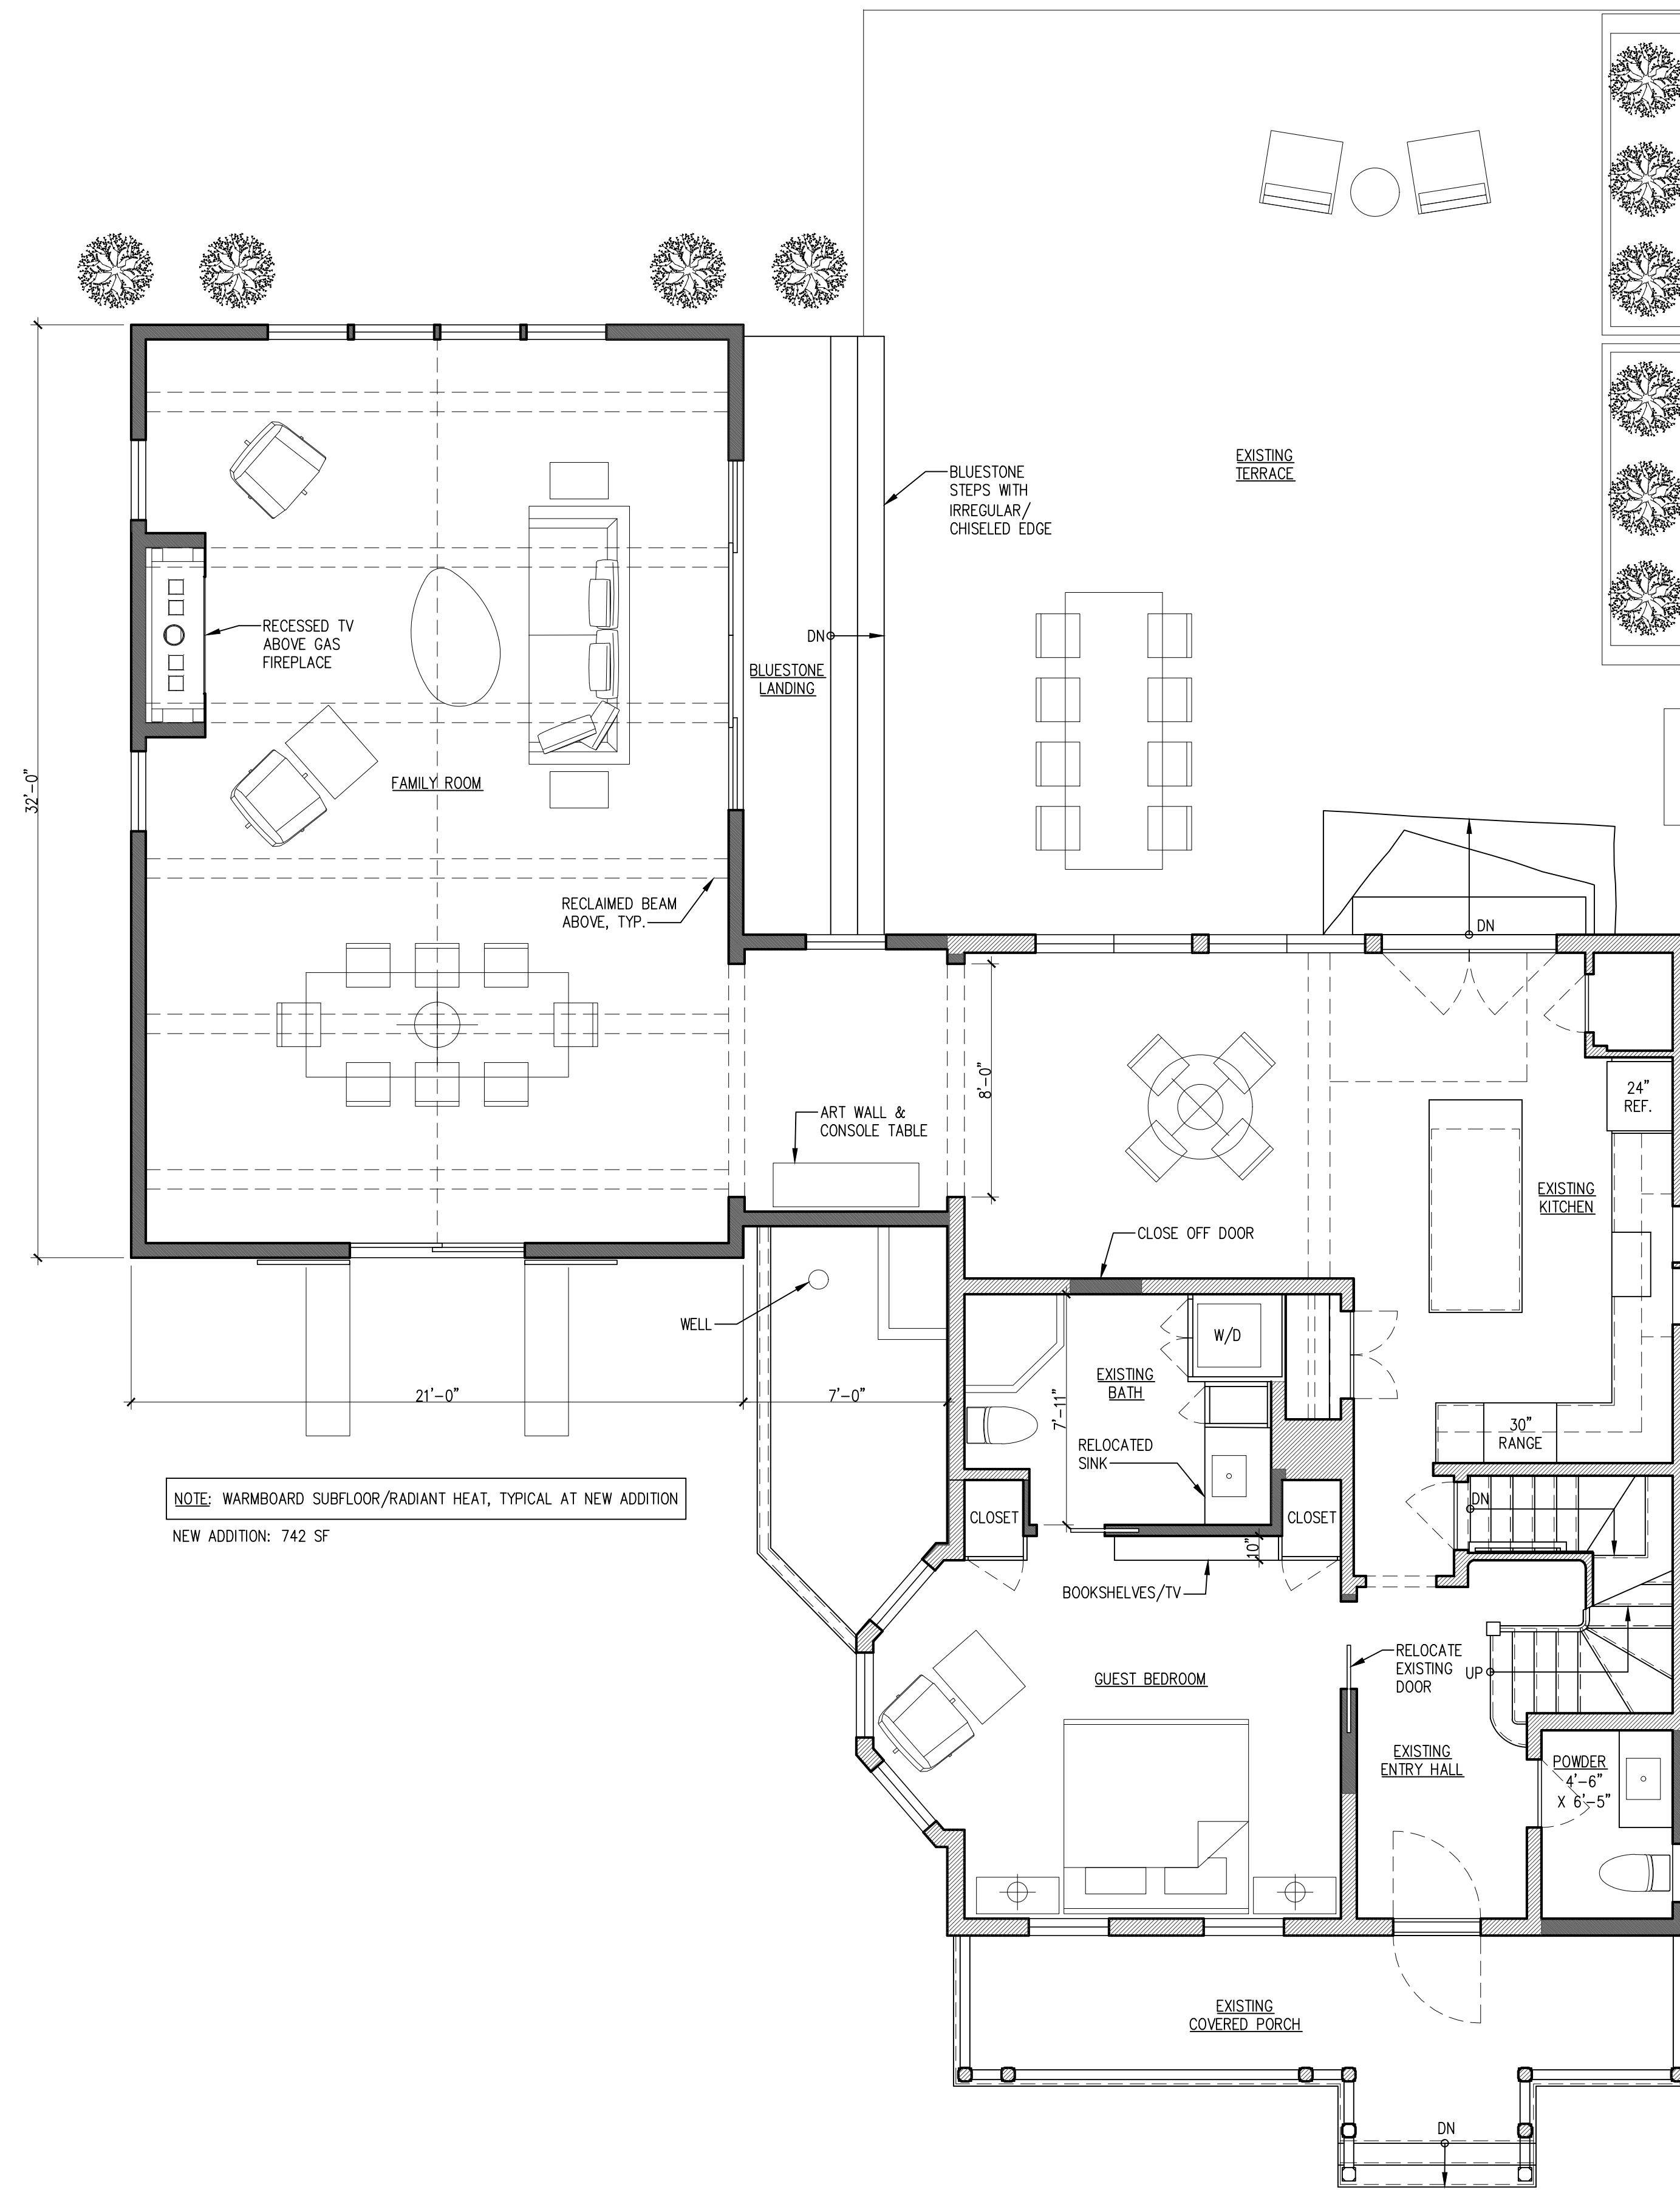 EXISTING
TERRACE
BLUESTONE
STEPS WITH
IRREGULAR/
CHISELED EDGE
RECESSED TV
ABOVE GAS
FIREPLACE
DN
BLUESTONE
LANDING
32'-0"
FAMILY ROOM
RECLAIMED BEAM
ABOVE, TYP.
DN
8'-0"
24"
REF.
ART WALL &
CONSOLE TABLE
EXISTING
KITCHEN
CLOSE OFF DOOR
WELL
W/D
EXISTING
BATH
21'-0"
7'-0"
7'-11"
RELOCATED
SINK
30"
RANGE
NOTE: WARMBOARD SUBFLOOR/RADIANT HEAT, TYPICAL AT NEW ADDITION
NEW ADDITION: 742 SF
CLOSET
CLOSET
DN
10"
BOOKSHELVES/TV
GUEST BEDROOM
RELOCATE
EXISTING
DOOR
UP
EXISTING
ENTRY HALL
POWDER
4'-6"
X 6'-5"
EXISTING
COVERED PORCH
DN